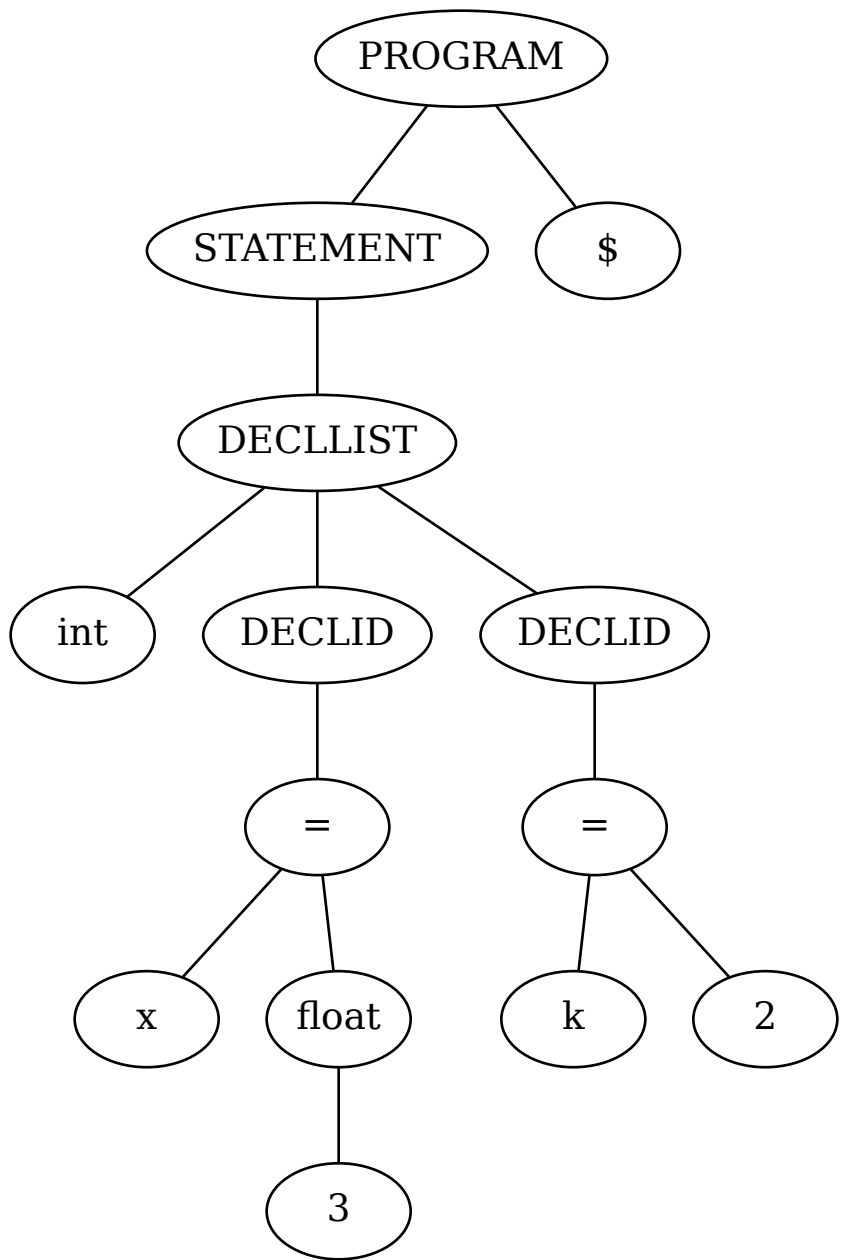 PROGRAM
STATEMENT $
DECLLIST
int DECLID DECLID
= =
x float k 2
3